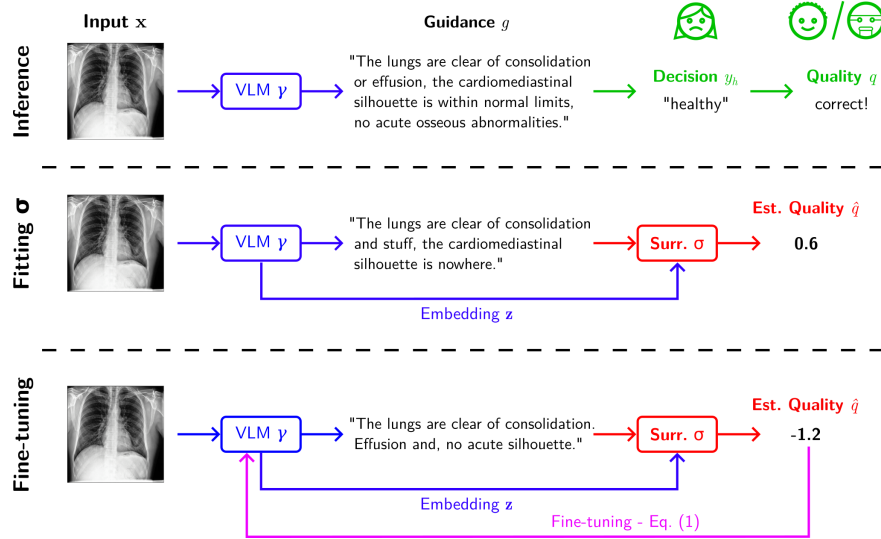 Input x
Guidance g
Inference
VLM γ
"The lungs are clear of consolidation
or effusion, the cardiomediastinal
silhouette is within normal limits,
no acute osseous abnormalities."
Decision y_h
"healthy"
Quality q
correct!
Fitting σ
VLM γ
"The lungs are clear of consolidation
and stuff, the cardiomediastinal
silhouette is nowhere."
Surr. σ
Est. Quality q̂
0.6
Embedding z
Fine-tuning
VLM γ
"The lungs are clear of consolidation.
Effusion and, no acute silhouette."
Surr. σ
Est. Quality q̂
-1.2
Embedding z
Fine-tuning - Eq. (1)